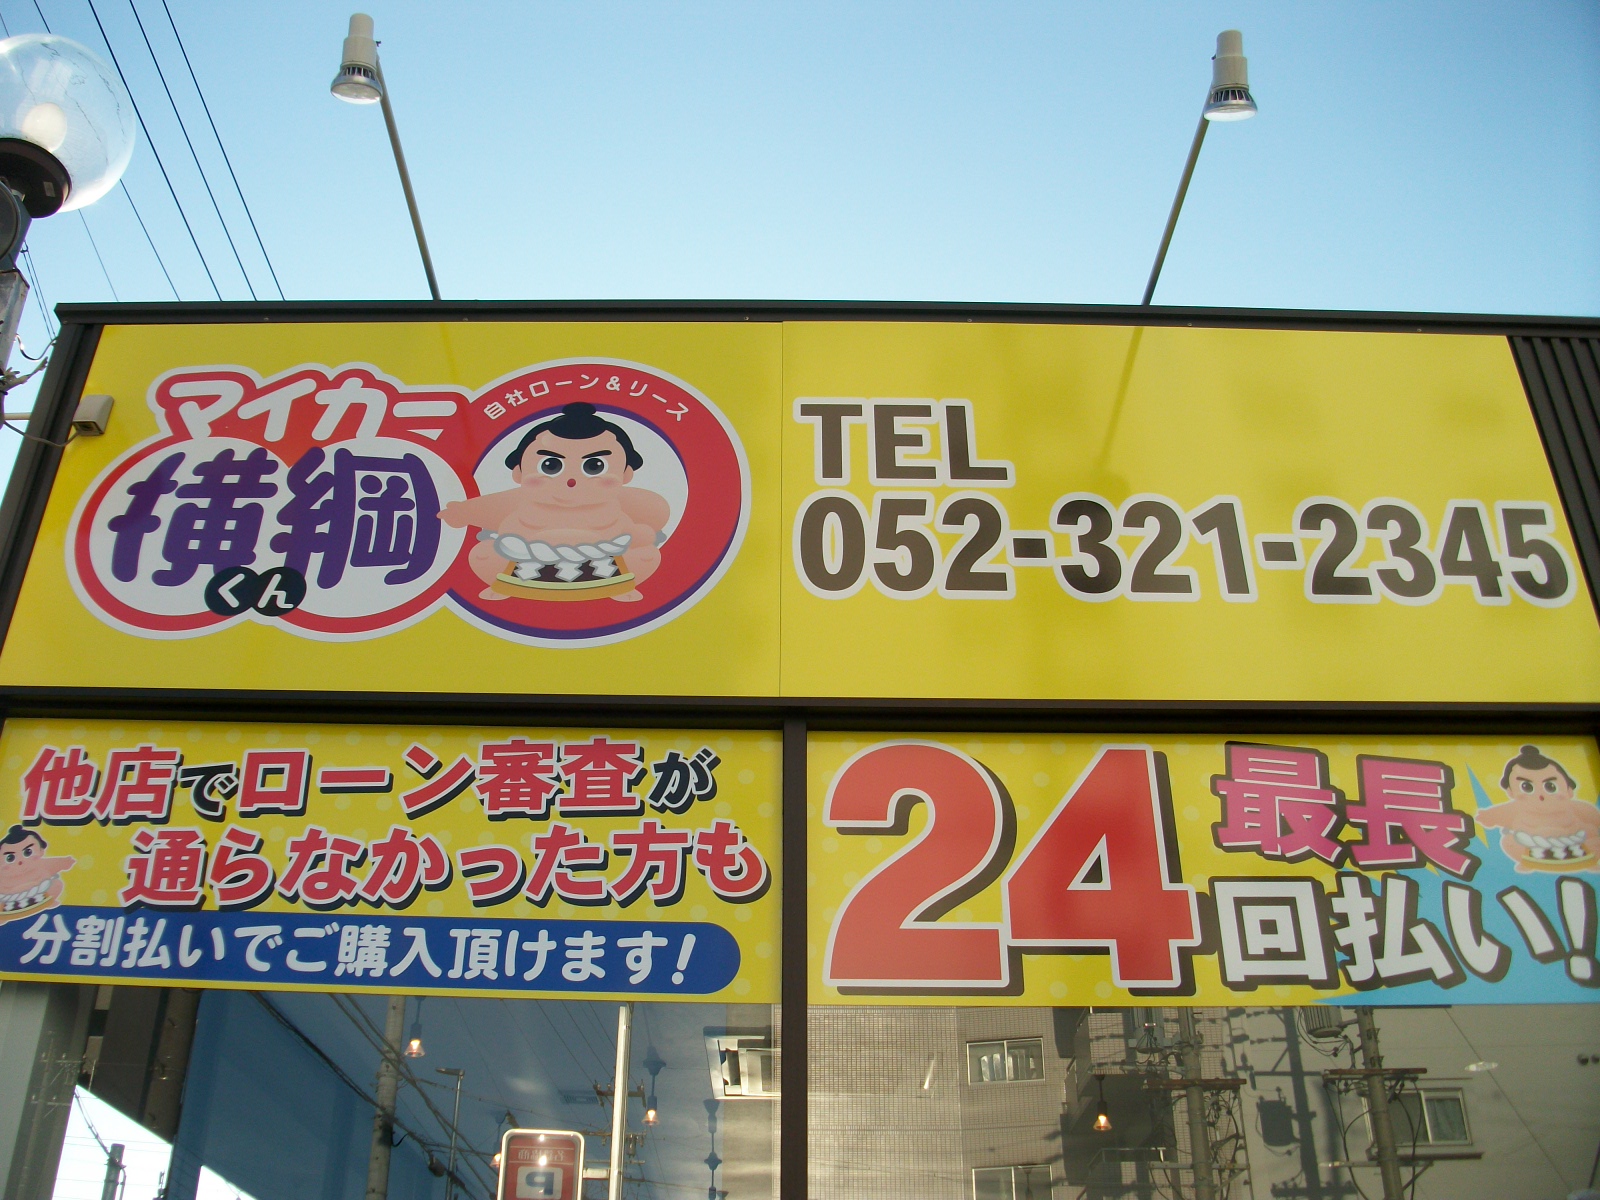 マイカー
自社ローン&リース
横綱
くん
TEL
052-321-2345
他店でローン審査が
通らなかった方も
分割払いでご購入頂けます!
24
最長
回払い!
P